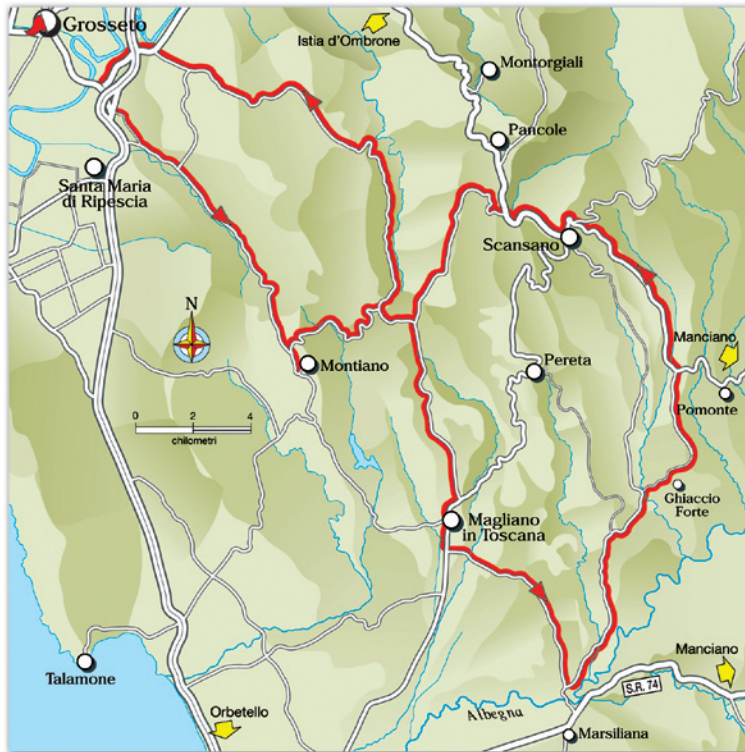 Grosseto
Istia d'Ombrone
Montorgiali
Pancole
Santa Maria
di Ripescia
Scansano
N
Manciano
Montiano
Pereta
Pomonte
0 2 4
chilometri
Ghiaccio
Forte
Magliano
in Toscana
Manciano
Talamone
S.R. 74
Orbetello
Albegna
Marsiliana